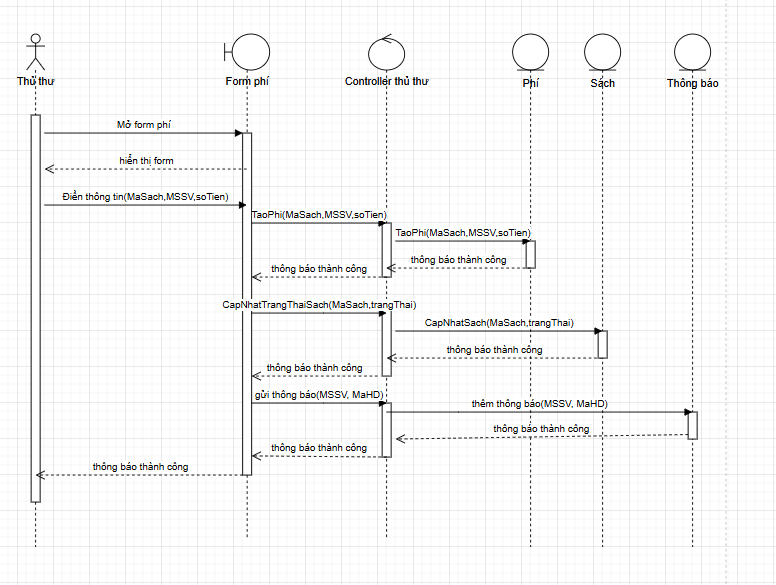 Thủ thư
Form phí
Controller thủ thư
Phí
Sách
Thông báo
Mở form phí
hiển thị form
Điền thông tin(MaSach,MSSV,soTien)
TaoPhi(MaSach,MSSV,soTien)
TaoPhi(MaSach,MSSV,soTien)
thông báo thành công
thông báo thành công
CapNhatTrangThaiSach(MaSach,trangThai)
CapNhatSach(MaSach,trangThai)
thông báo thành công
thông báo thành công
gửi thông báo(MSSV, MaHD)
thêm thông báo(MSSV, MaHD)
thông báo thành công
thông báo thành công
thông báo thành công